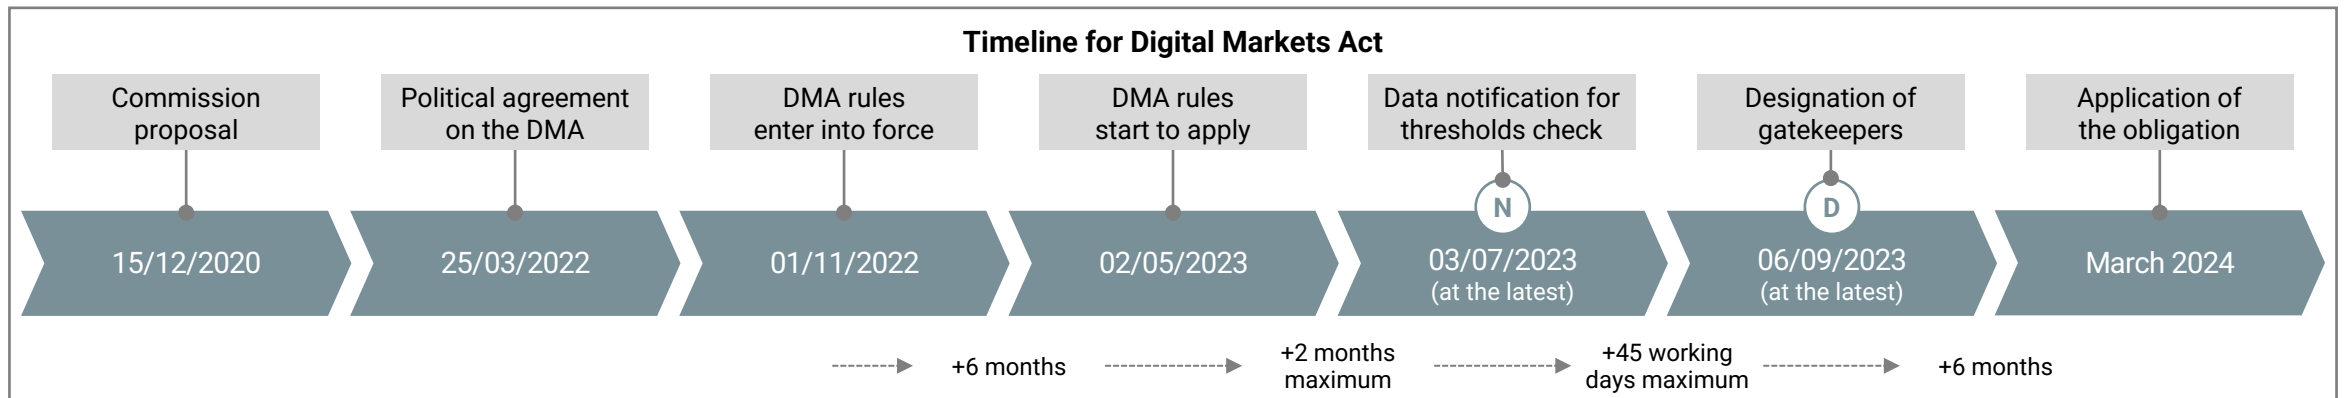 Timeline for Digital Markets Act
Commission
proposal
Political agreement
on the DMA
DMA rules
enter into force
DMA rules
start to apply
Data notification for
thresholds check
Designation of
gatekeepers
Application of
the obligation
N
D
15/12/2020
25/03/2022
01/11/2022
02/05/2023
03/07/2023
(at the latest)
06/09/2023
(at the latest)
March 2024
+6 months
+2 months
maximum
+45 working
days maximum
+6 months